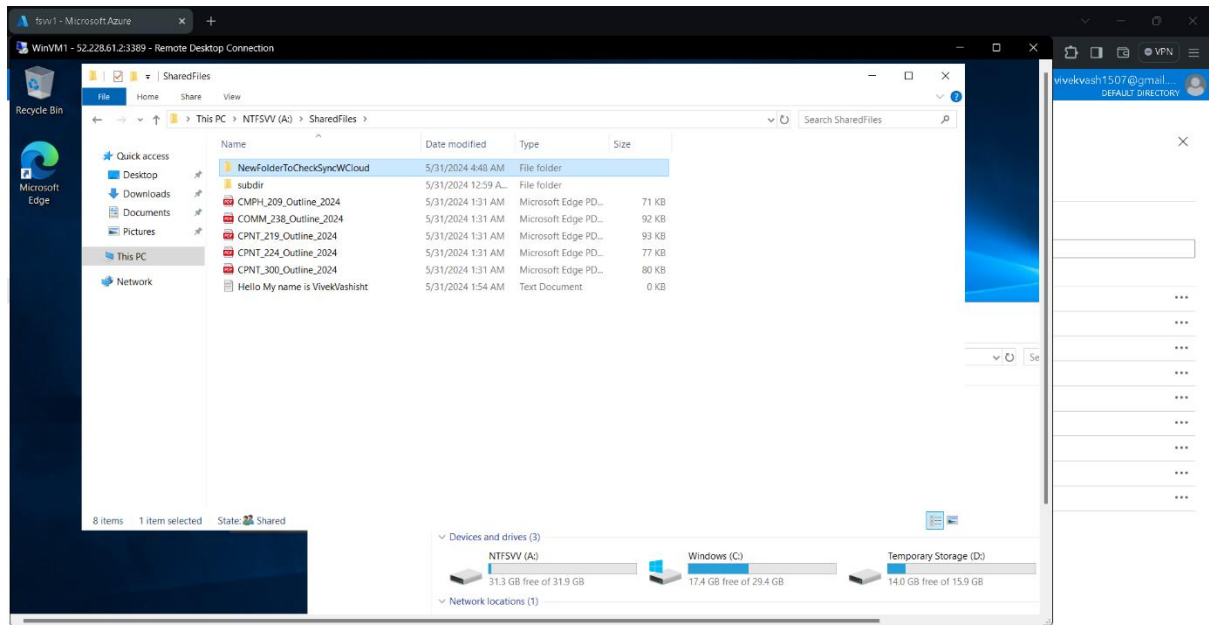 fsvv1 - Microsoft Azure
WinVM1 - 52.228.61.2:3389 - Remote Desktop Connection
VPN
vivekvash1507@gmail....
DEFAULT DIRECTORY
Recycle Bin
Microsoft
Edge
SharedFiles
File Home Share View
This PC > NTFSVV (A:) > SharedFiles >
Search SharedFiles
Quick access
Desktop
Downloads
Documents
Pictures
This PC
Network
Name Date modified Type Size
NewFolderToCheckSyncWCloud 5/31/2024 4:48 AM File folder
subdir 5/31/2024 12:59 A... File folder
CMPH_209_Outline_2024 5/31/2024 1:31 AM Microsoft Edge PD... 71 KB
COMM_238_Outline_2024 5/31/2024 1:31 AM Microsoft Edge PD... 92 KB
CPNT_219_Outline_2024 5/31/2024 1:31 AM Microsoft Edge PD... 93 KB
CPNT_224_Outline_2024 5/31/2024 1:31 AM Microsoft Edge PD... 77 KB
CPNT_300_Outline_2024 5/31/2024 1:31 AM Microsoft Edge PD... 80 KB
Hello My name is VivekVashisht 5/31/2024 1:54 AM Text Document 0 KB
Se
8 items 1 item selected State: Shared
Devices and drives (3)
NTFSVV (A:) Windows (C:) Temporary Storage (D:)
31.3 GB free of 31.9 GB 17.4 GB free of 29.4 GB 14.0 GB free of 15.9 GB
Network locations (1)